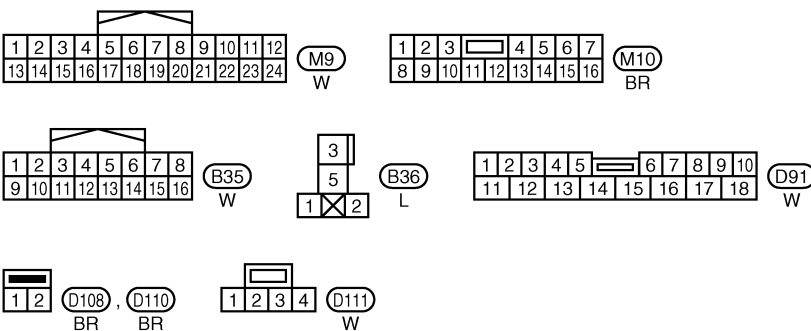 1 2 3 4 5 6 7 8 9 10 11 12
13 14 15 16 17 18 19 20 21 22 23 24
M9
W
1 2 3 4 5 6 7
8 9 10 11 12 13 14 15 16
M10
BR
1 2 3 4 5 6 7 8
9 10 11 12 13 14 15 16
B35
W
3
5
1 2
B36
L
1 2 3 4 5 6 7 8 9 10
11 12 13 14 15 16 17 18
D91
W
1 2
D108 , D110
BR BR
1 2 3 4
D111
W